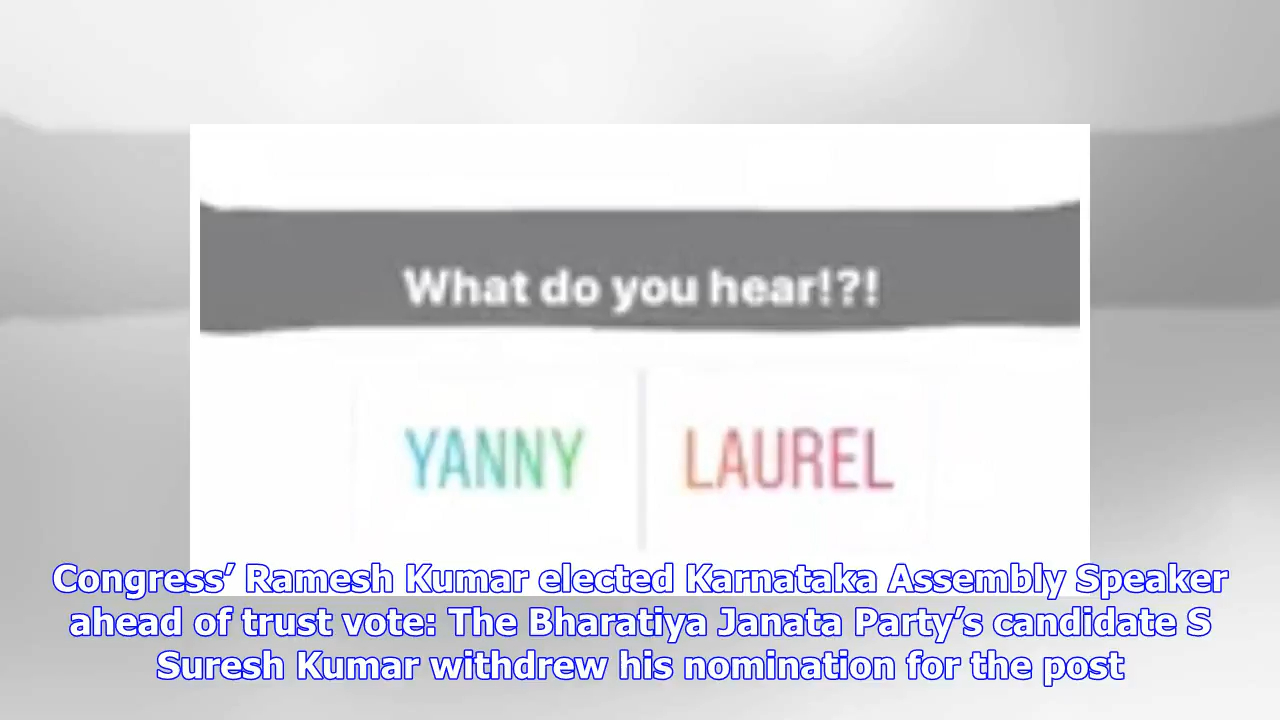 What do you hear!?!
YANNY
LAUREL
Congress’ Ramesh Kumar elected Karnataka Assembly Speaker
ahead of trust vote: The Bharatiya Janata Party’s candidate S
Suresh Kumar withdrew his nomination for the post